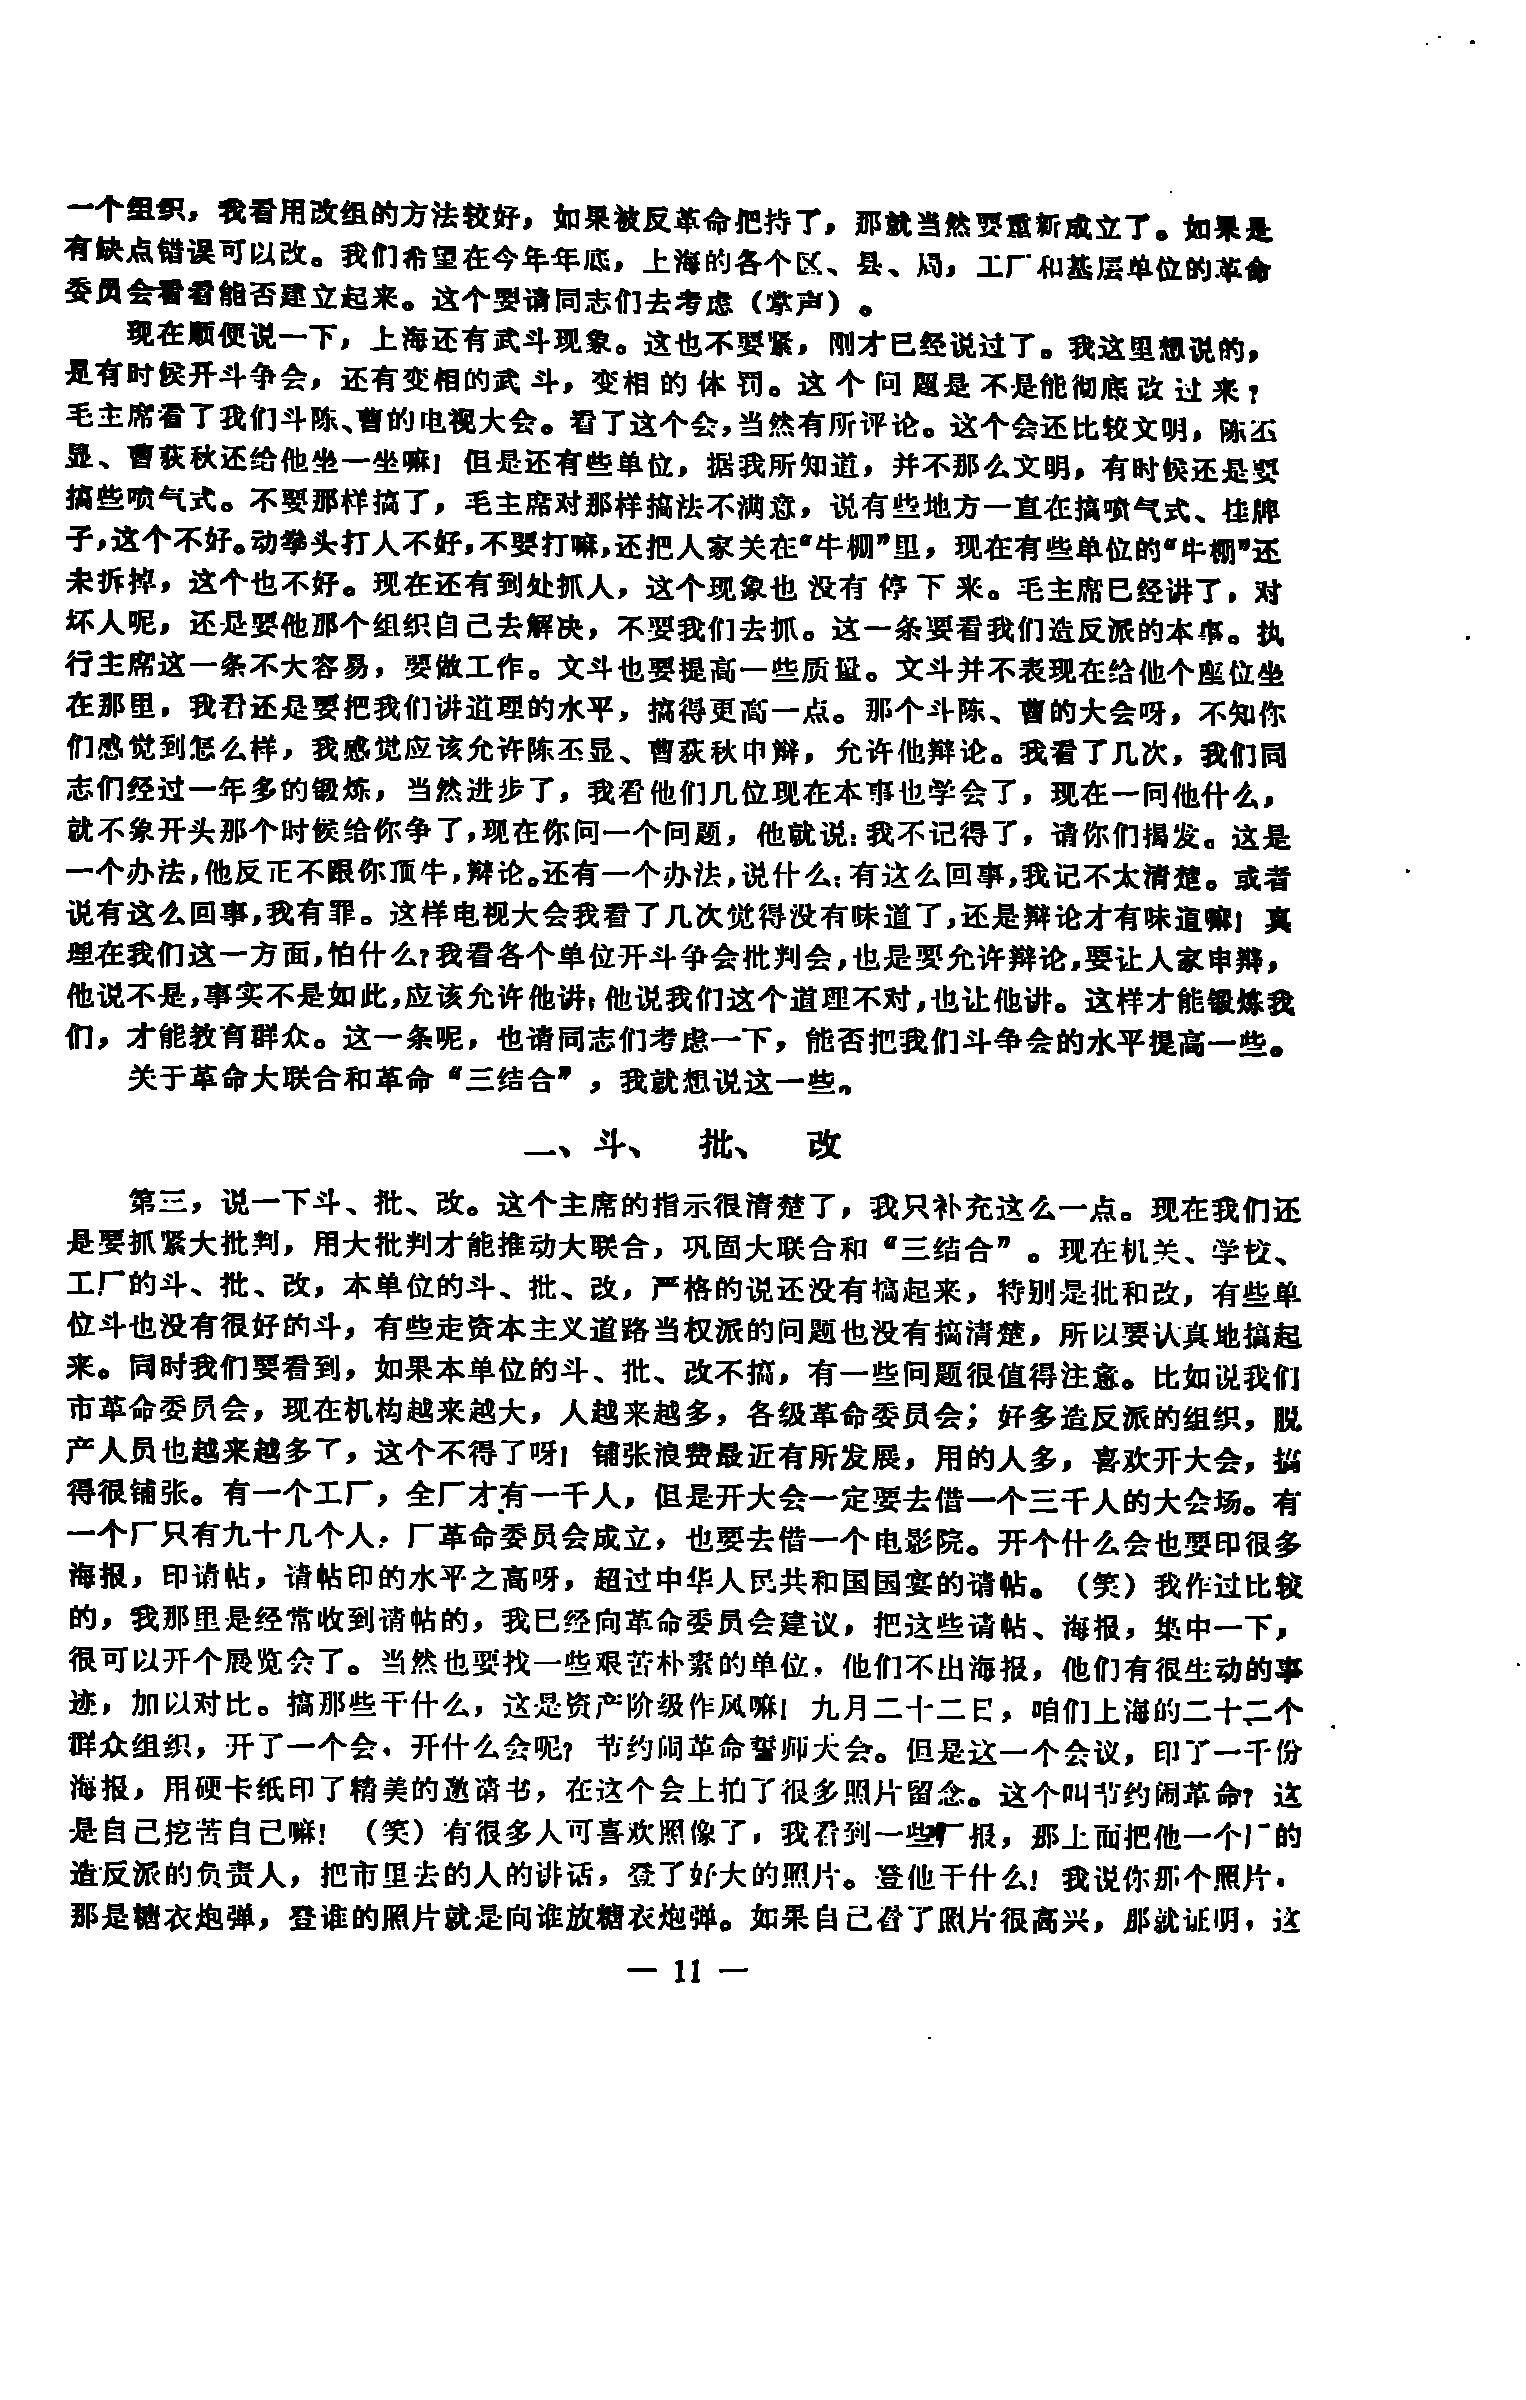 一个组织，我看用改组的方法较好，如果被反革命把持了，那就当然要重新成立了。如果是
有缺点错误可以改。我们希望在今年年底，上海的各个区、县、局，工厂和基层单位的革命
委员会看看能否建立起来。这个要请同志们去考虑（掌声）。
现在顺便说一下，上海还有武斗现象。这也不要紧，刚才已经说过了。我这里想说的，
是有时候开斗争会，还有变相的武斗，变相的体罚。这个问题是不是能彻底改过来？
毛主席看了我们斗陈、曹的电视大会。看了这个会，当然有所评论。这个会还比较文明，陈丕
显、曹荻秋还给他坐一坐嘛！但是还有些单位，据我所知道，并不那么文明，有时候还是要
搞些喷气式。不要那样搞了，毛主席对那样搞法不满意，说有些地方一直在搞喷气式、挂牌
子，这个不好。动拳头打人不好，不要打嘛，还把人家关在“牛棚”里，现在有些单位的“牛棚”还
未拆掉，这个也不好。现在还有到处抓人，这个现象也没有停下来。毛主席已经讲了，对
坏人呢，还是要他那个组织自己去解决，不要我们去抓。这一条要看我们造反派的本事。执
行主席这一条不大容易，要做工作。文斗也要提高一些质量。文斗并不表现在给他个座位坐
在那里，我看还是要把我们讲道理的水平，搞得更高一点。那个斗陈、曹的大会呀，不知你
们感觉到怎么样，我感觉应该允许陈丕显、曹荻秋申辩，允许他辩论。我看了几次，我们同
志们经过一年多的锻炼，当然进步了，我看他们几位现在本事也学会了，现在一问他什么，
就不象开头那个时候给你争了，现在你问一个问题，他就说：我不记得了，请你们揭发。这是
一个办法，他反正不跟你顶牛，辩论。还有一个办法，说什么：有这么回事，我记不太清楚。或者
说有这么回事，我有罪。这样电视大会我看了几次觉得没有味道了，还是辩论才有味道嘛！真
理在我们这一方面，怕什么？我看各个单位开斗争会批判会，也是要允许辩论，要让人家申辩，
他说不是，事实不是如此，应该允许他讲；他说我们这个道理不对，也让他讲。这样才能锻炼我
们，才能教育群众。这一条呢，也请同志们考虑一下，能否把我们斗争会的水平提高一些。
关于革命大联合和革命“三结合”，我就想说这一些。
二、斗、　批、　改
第三，说一下斗、批、改。这个主席的指示很清楚了，我只补充这么一点。现在我们还
是要抓紧大批判，用大批判才能推动大联合，巩固大联合和“三结合”。现在机关、学校、
工厂的斗、批、改，本单位的斗、批、改，严格的说还没有搞起来，特别是批和改，有些单
位斗也没有很好的斗，有些走资本主义道路当权派的问题也没有搞清楚，所以要认真地搞起
来。同时我们要看到，如果本单位的斗、批、改不搞，有一些问题很值得注意。比如说我们
市革命委员会，现在机构越来越大，人越来越多，各级革命委员会；好多造反派的组织，脱
产人员也越来越多了，这个不得了呀！铺张浪费最近有所发展，用的人多，喜欢开大会，搞
得很铺张。有一个工厂，全厂才有一千人，但是开大会一定要去借一个三千人的大会场。有
一个厂只有九十几个人，厂革命委员会成立，也要去借一个电影院。开个什么会也要印很多
海报，印请帖，请帖印的水平之高呀，超过中华人民共和国国宴的请帖。（笑）我作过比较
的，我那里是经常收到请帖的，我已经向革命委员会建议，把这些请帖、海报，集中一下，
很可以开个展览会了。当然也要找一些艰苦朴素的单位，他们不出海报，他们有很生动的事
迹，加以对比。搞那些干什么，这是资产阶级作风嘛！九月二十二日，咱们上海的二十二个
群众组织，开了一个会，开什么会呢？节约闹革命誓师大会。但是这一个会议，印了一千份
海报，用硬卡纸印了精美的邀请书，在这个会上拍了很多照片留念。这个叫节约闹革命？这
是自己挖苦自己嘛！（笑）有很多人可喜欢照像了，我看到一些厂报，那上面把他一个厂的
造反派的负责人，把市里去的人的讲话，登了好大的照片。登他干什么！我说你那个照片，
那是糖衣炮弹，登谁的照片就是向谁放糖衣炮弹。如果自己看了照片很高兴，那就证明，这
— 11 —